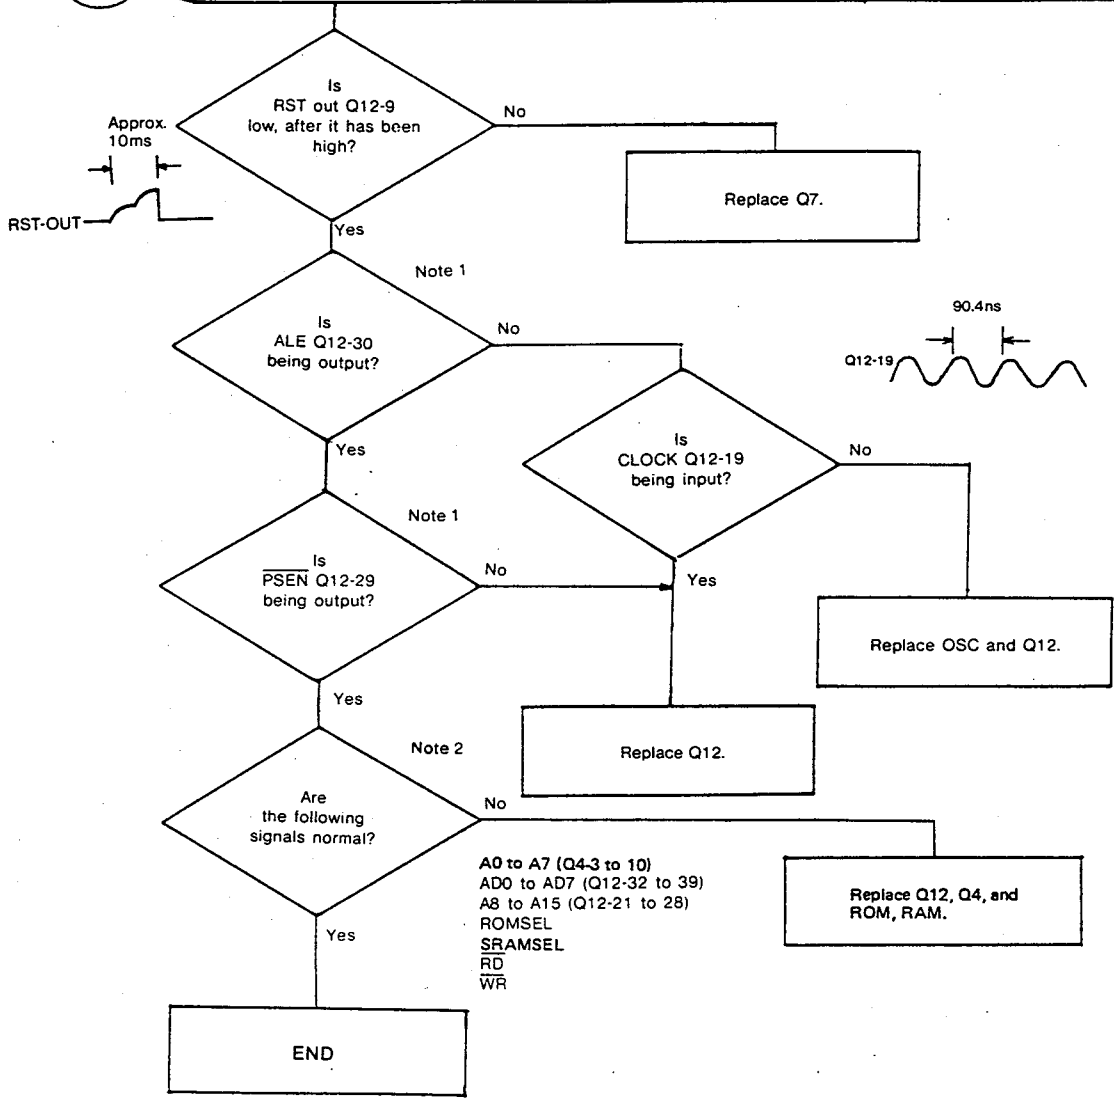 Is
RST out Q12-9
low, after it has been
high?
No
Approx.
10ms
RST-OUT
Replace Q7.
Yes
Note 1
Is
ALE Q12-30
being output?
No
90.4ns
Q12-19
Yes
Is
CLOCK Q12-19
being input?
No
Note 1
Is
PSEN Q12-29
being output?
No
Yes
Replace OSC and Q12.
Yes
Replace Q12.
Note 2
Are
the following
signals normal?
No
A0 to A7 (Q4-3 to 10)
AD0 to AD7 (Q12-32 to 39)
A8 to A15 (Q12-21 to 28)
ROMSEL
SRAMSEL
RD
WR
Replace Q12, Q4, and
ROM, RAM.
Yes
END